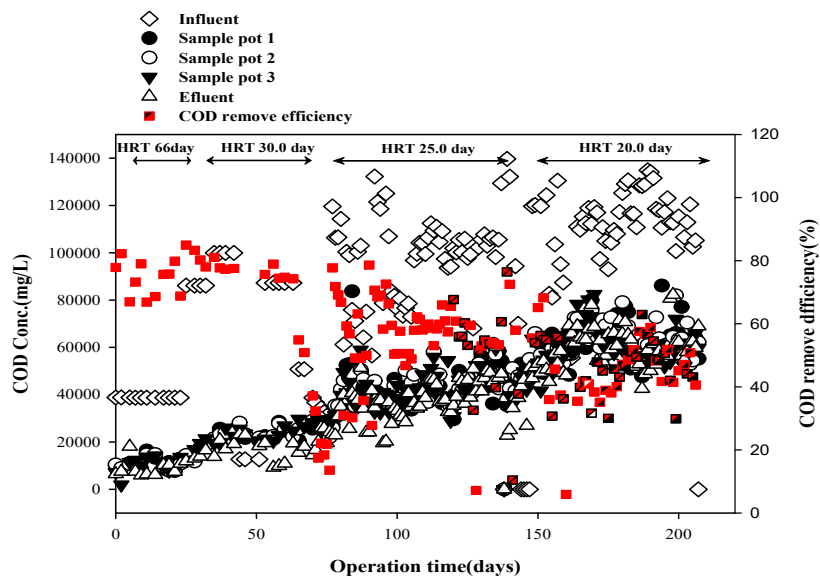 Influent
Sample pot 1
Sample pot 2
Sample pot 3
Efluent
COD remove efficiency
HRT 66day
HRT 30.0 day
HRT 25.0 day
HRT 20.0 day
140000
120000
100000
80000
60000
40000
20000
0
COD Conc.(mg/L)
120
100
80
60
40
20
0
COD remove dfficiency(%)
0
50
100
150
200
Operation time(days)